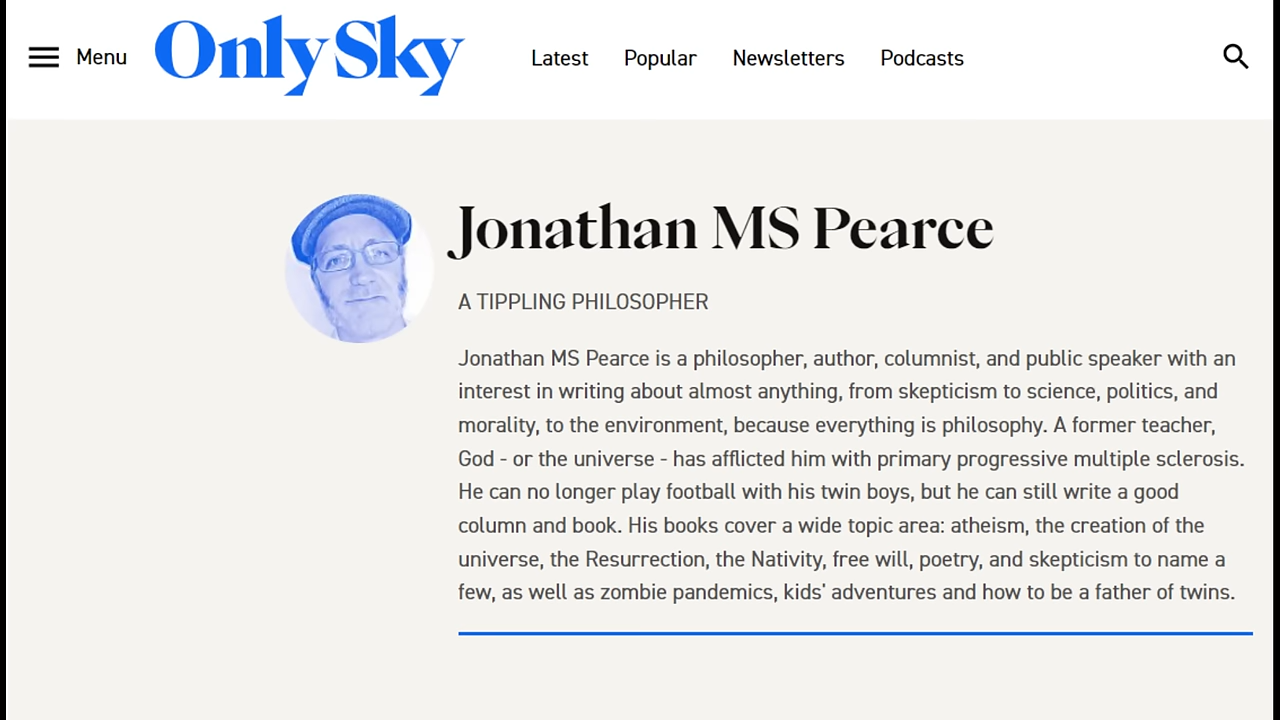 Menu
OnlySky
Latest
Popular
Newsletters
Podcasts
Jonathan MS Pearce
A TIPPLING PHILOSOPHER
Jonathan MS Pearce is a philosopher, author, columnist, and public speaker with an
interest in writing about almost anything, from skepticism to science, politics, and
morality, to the environment, because everything is philosophy. A former teacher,
God - or the universe - has afflicted him with primary progressive multiple sclerosis.
He can no longer play football with his twin boys, but he can still write a good
column and book. His books cover a wide topic area: atheism, the creation of the
universe, the Resurrection, the Nativity, free will, poetry, and skepticism to name a
few, as well as zombie pandemics, kids' adventures and how to be a father of twins.